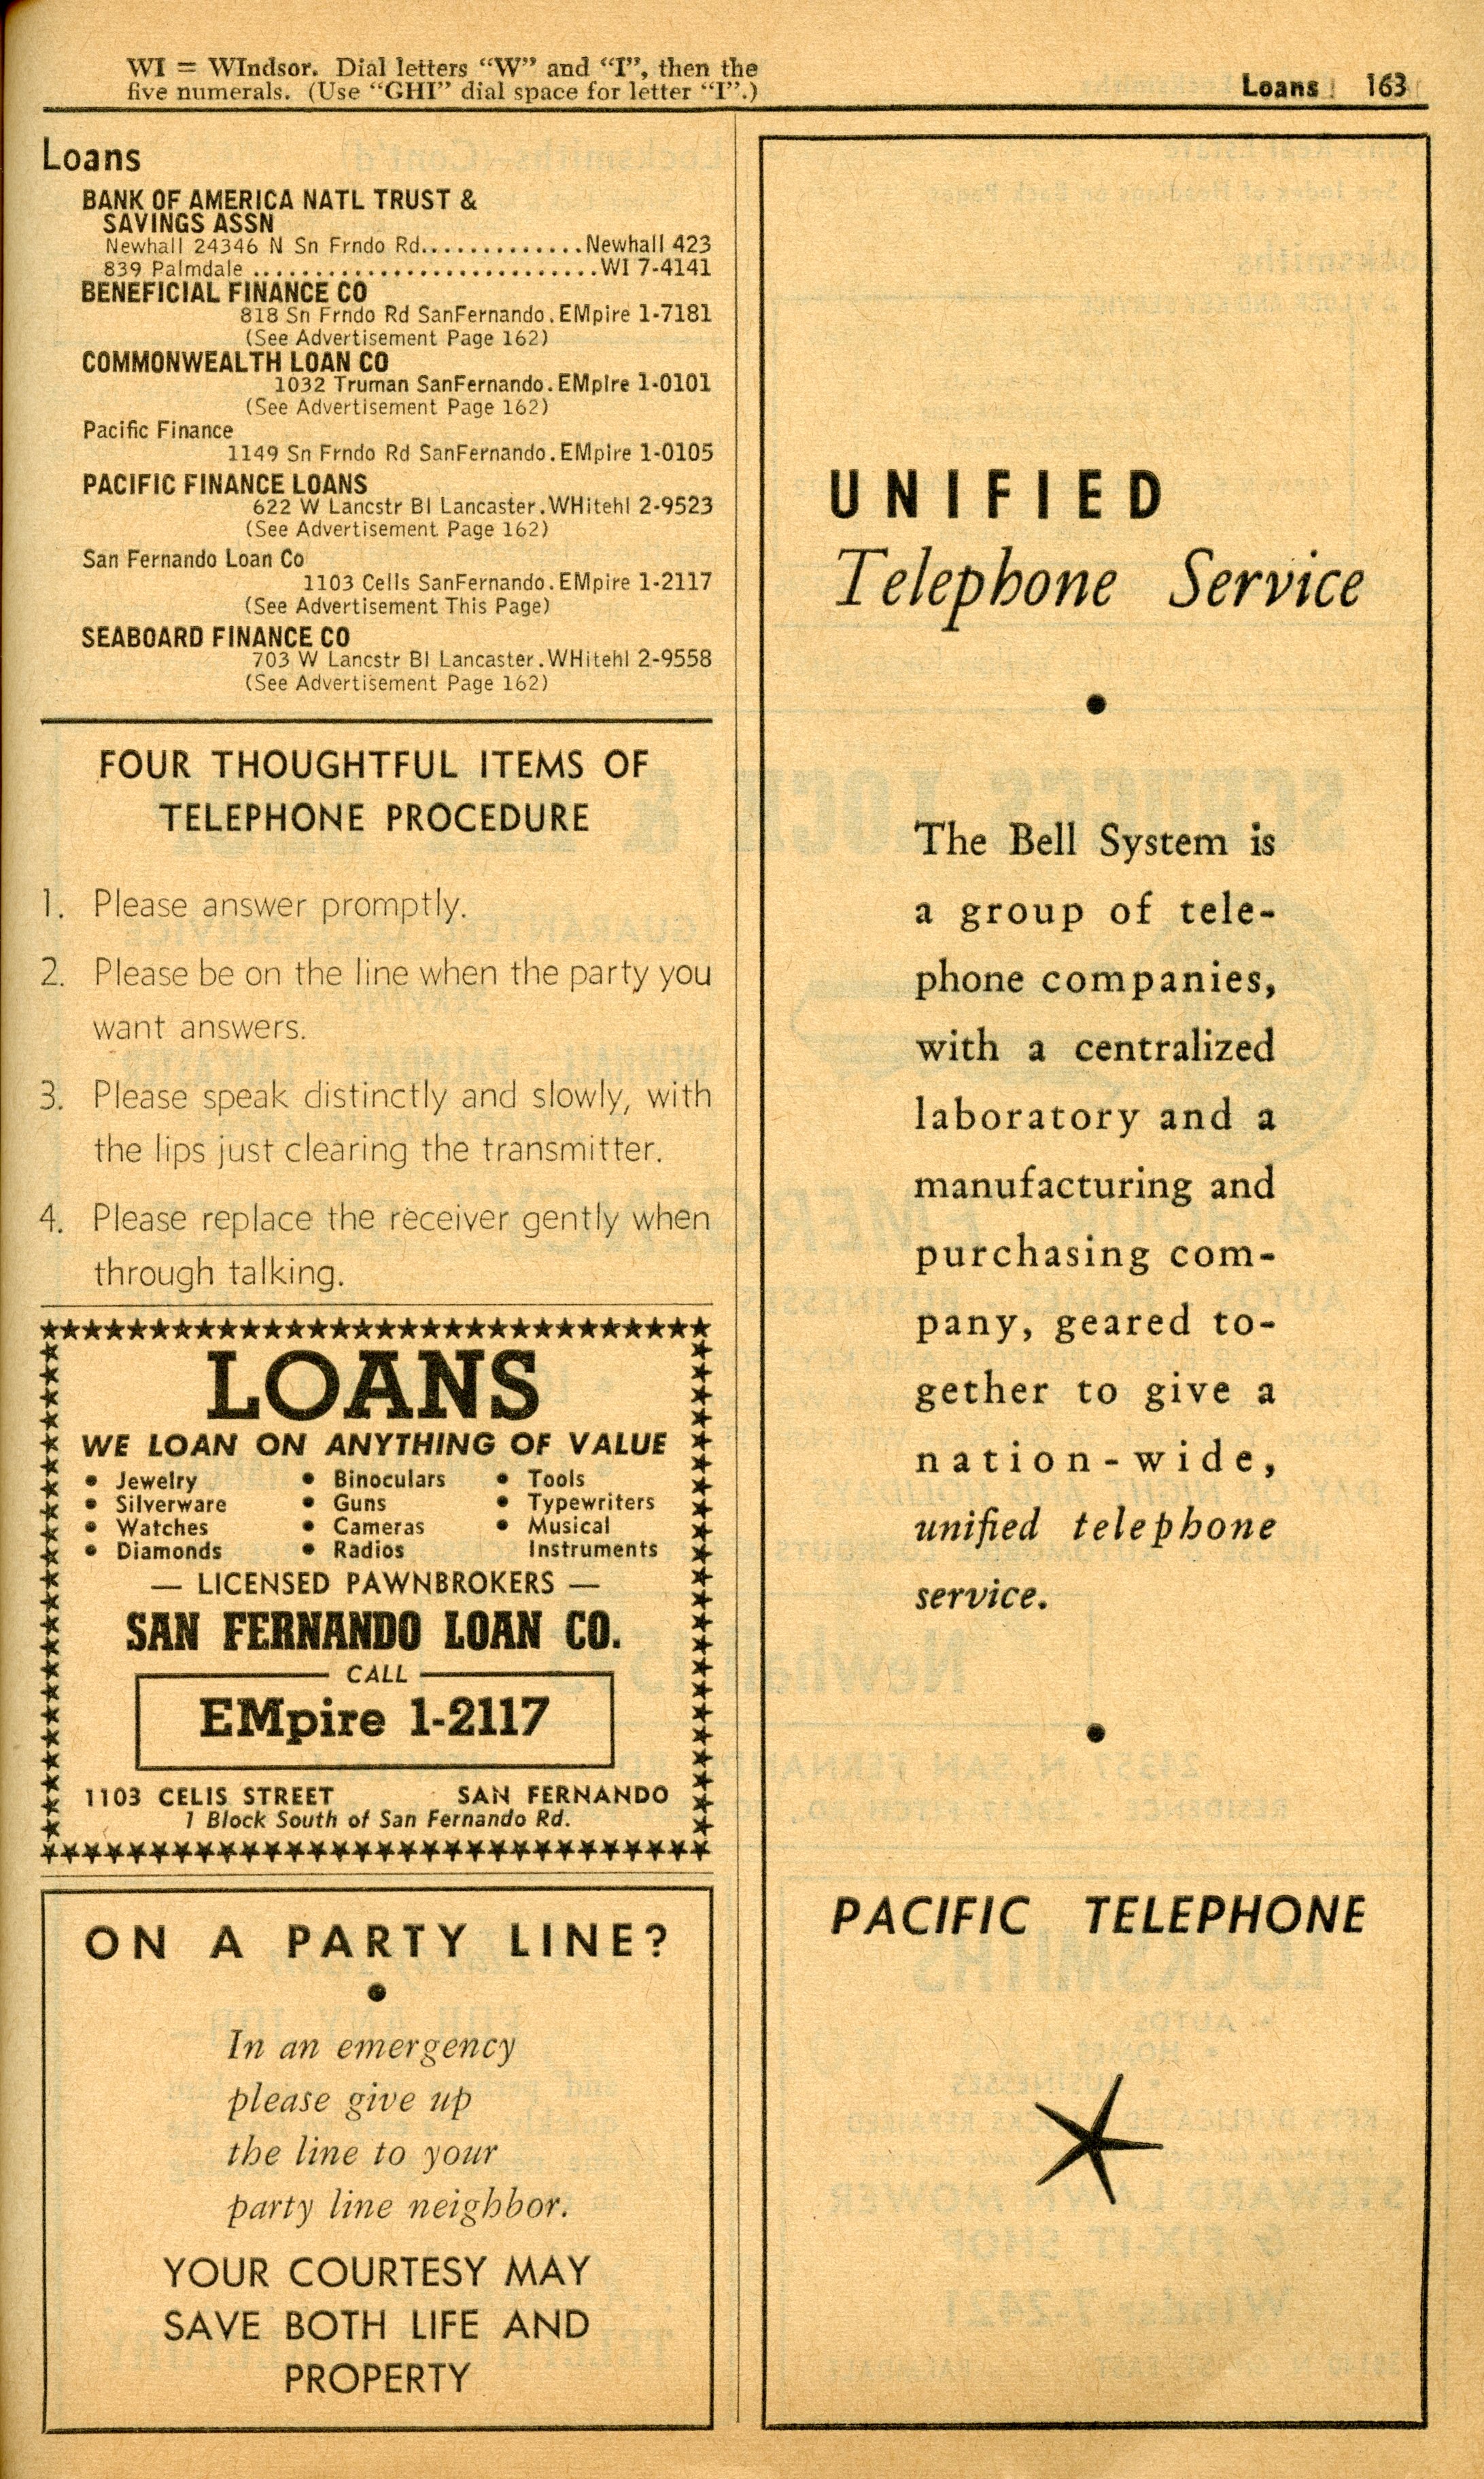 WI = WIndsor. Dial letters "W" and "I", then the
five numerals. (Use "GHI" dial space for letter "I".)
Loans 163
Loans
BANK OF AMERICA NATL TRUST &
SAVINGS ASSN
Newhall 24346 N Sn Frndo Rd.............Newhall 423
839 Palmdale ............................WI 7-4141
BENEFICIAL FINANCE CO
818 Sn Frndo Rd SanFernando.EMpire 1-7181
(See Advertisement Page 162)
COMMONWEALTH LOAN CO
1032 Truman SanFernando.EMpIre 1-0101
(See Advertisement Page 162)
Pacific Finance
1149 Sn Frndo Rd SanFernando.EMpire 1-0105
PACIFIC FINANCE LOANS
622 W Lancstr Bl Lancaster.WHitehl 2-9523
(See Advertisement Page 162)
San Fernando Loan Co
1103 Cells SanFernando.EMpire 1-2117
(See Advertisement This Page)
SEABOARD FINANCE CO
703 W Lancstr Bl Lancaster.WHitehl 2-9558
(See Advertisement Page 162)
FOUR THOUGHTFUL ITEMS OF
TELEPHONE PROCEDURE
1. Please answer promptly.
2. Please be on the line when the party you
want answers.
3. Please speak distinctly and slowly, with
the lips just clearing the transmitter.
4. Please replace the receiver gently when
through talking.
LOANS
WE LOAN ON ANYTHING OF VALUE
• Jewelry • Binoculars • Tools
• Silverware • Guns • Typewriters
• Watches • Cameras • Musical
• Diamonds • Radios Instruments
— LICENSED PAWNBROKERS —
SAN FERNANDO LOAN CO.
CALL
EMpire 1-2117
1103 CELIS STREET SAN FERNANDO
1 Block South of San Fernando Rd.
ON A PARTY LINE?
•
In an emergency
please give up
the line to your
party line neighbor.
YOUR COURTESY MAY
SAVE BOTH LIFE AND
PROPERTY
UNIFIED
Telephone Service
•
The Bell System is
a group of tele-
phone companies,
with a centralized
laboratory and a
manufacturing and
purchasing com-
pany, geared to-
gether to give a
nation-wide,
unified telephone
service.
•
PACIFIC TELEPHONE